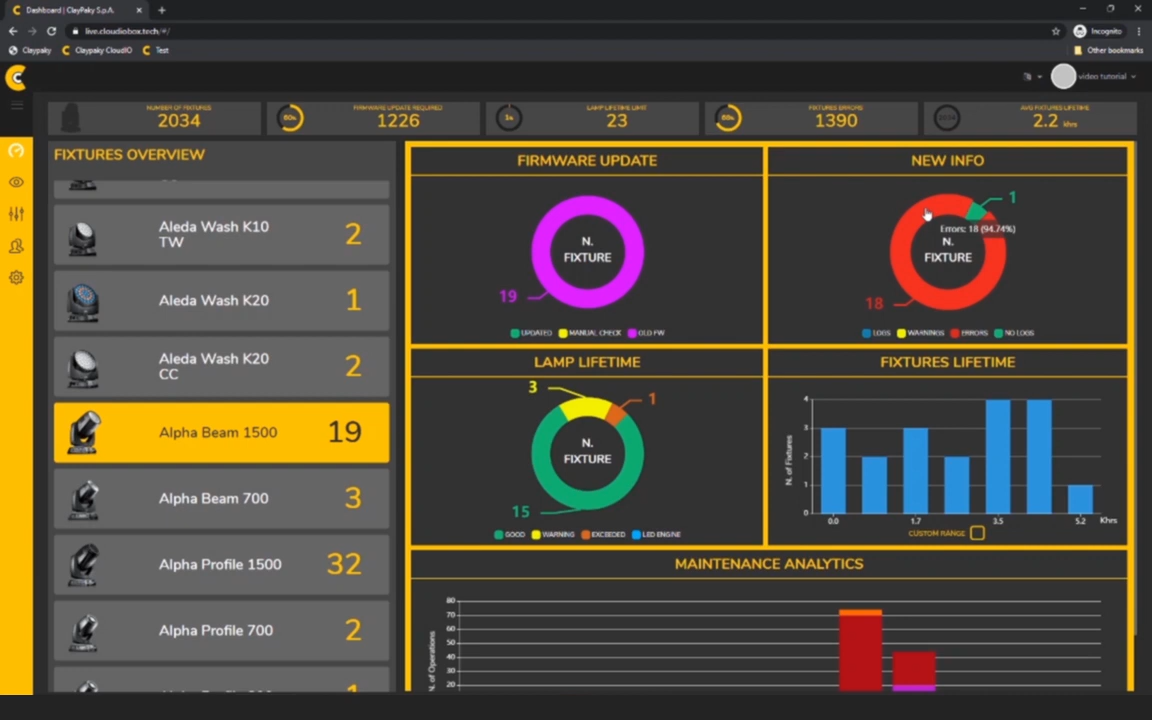 Dashboard | ClayPaky S.p.A.
live.cloudiobox.tech/#/
Incognito
Claypaky
Claypaky CloudIO
Test
Other bookmarks
video tutorial
NUMBER OF FIXTURES
2034
60%
FIRMWARE UPDATE REQUIRED
1226
1%
LAMP LIFETIME LIMIT
23
FIXTURES ERRORS
1390
AVG FIXTURES LIFETIME
2.2 khrs
FIXTURES OVERVIEW
Aleda Wash K10
TW
2
Aleda Wash K20
1
Aleda Wash K20
CC
2
Alpha Beam 1500
19
Alpha Beam 700
3
Alpha Profile 1500
32
Alpha Profile 700
2
FIRMWARE UPDATE
N.
FIXTURE
19
UPDATED
MANUAL CHECK
OLD FW
NEW INFO
1
Errors: 18 (94.74%)
N.
FIXTURE
18
LOGS
WARNINGS
ERRORS
NO LOGS
LAMP LIFETIME
3
1
N.
FIXTURE
15
GOOD
WARNING
EXCEEDED
LED ENGINE
FIXTURES LIFETIME
N. of Fixtures
4
3
2
1
0
0.0
1.7
3.5
5.2
Khrs
CUSTOM RANGE
MAINTENANCE ANALYTICS
N. of Operations
80
70
60
50
40
30
20